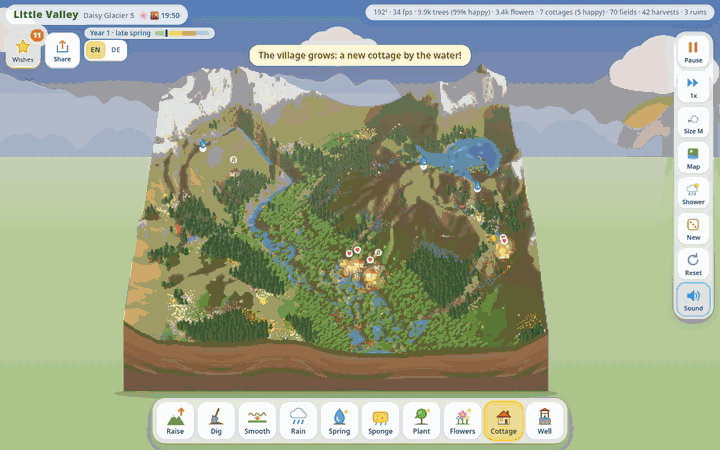 Little Valley Daisy Glacier 5 19:50
192² · 34 fps · 9.9k trees (99% happy) · 3.4k flowers · 7 cottages (5 happy) · 70 fields · 42 harvests · 3 ruins
Year 1 · late spring
11
Wishes
Share
EN DE
The village grows: a new cottage by the water!
Pause
1x
Size M
Map
Shower
New
Reset
Sound
Raise
Dig
Smooth
Rain
Spring
Sponge
Plant
Flowers
Cottage
Well